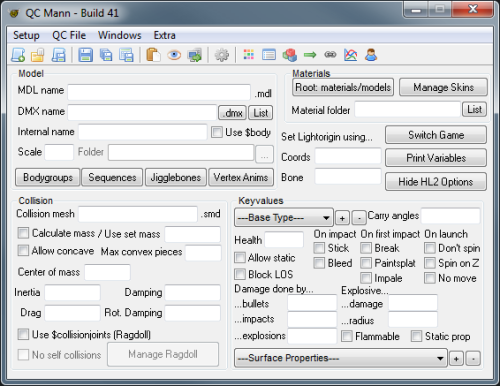 QC Mann - Build 41
Setup QC File Windows Extra
Model
MDL name .mdl
DMX name .dmx List
Internal name Use $body
Scale Folder ...
Bodygroups Sequences Jigglebones Vertex Anims
Materials
Root: materials/models Manage Skins
Material folder List
Set Lightorigin using... Switch Game
Coords Print Variables
Bone Hide HL2 Options
Collision
Collision mesh .smd
Calculate mass / Use set mass
Allow concave Max convex pieces
Center of mass
Inertia Damping
Drag Rot. Damping
Use $collisionjoints (Ragdoll)
No self collisions Manage Ragdoll
Keyvalues
---Base Type--- + - Carry angles
Health On impact On first impact On launch
Stick Break Don't spin
Allow static Bleed Paintsplat Spin on Z
Block LOS Impale No move
Damage done by... Explosive...
...bullets ...damage
...impacts ...radius
...explosions Flammable Static prop
---Surface Properties--- + -